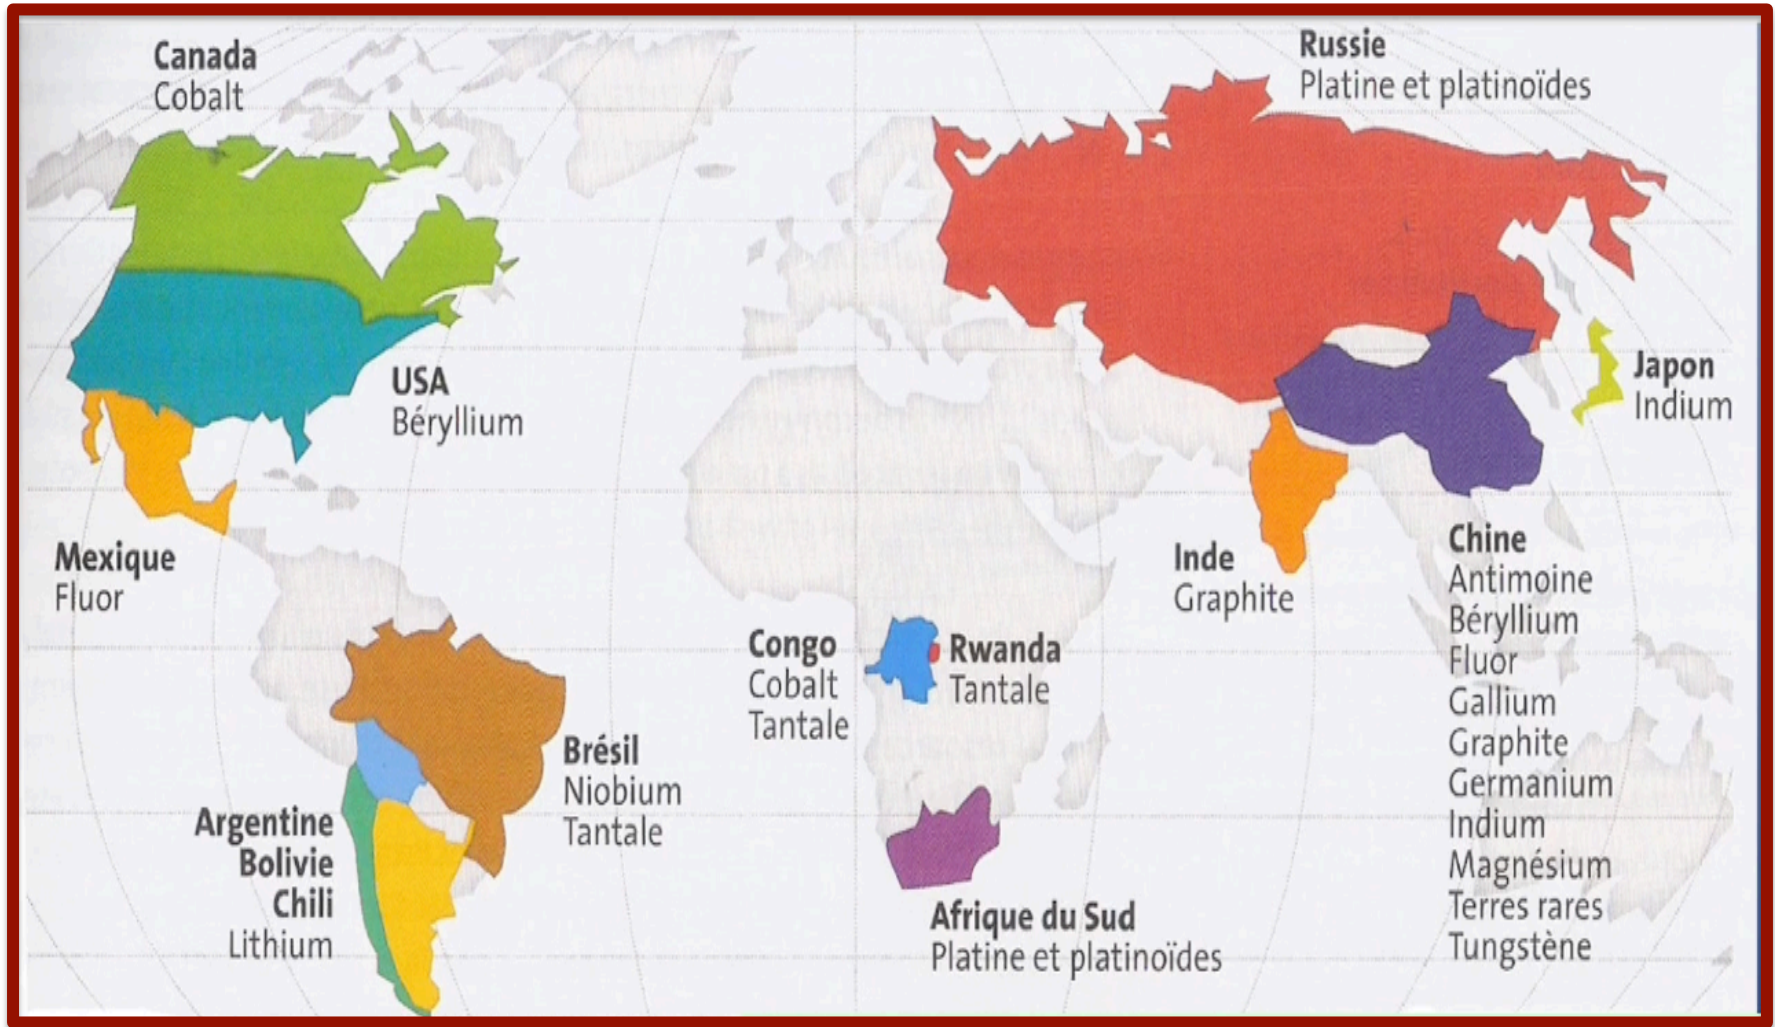 Canada
Cobalt
Russie
Platine et platinoïdes
USA
Béryllium
Japon
Indium
Mexique
Fluor
Inde
Graphite
Chine
Antimoine
Béryllium
Fluor
Gallium
Graphite
Germanium
Indium
Magnésium
Terres rares
Tungstène
Congo
Cobalt
Tantale
Rwanda
Tantale
Brésil
Niobium
Tantale
Argentine
Bolivie
Chili
Lithium
Afrique du Sud
Platine et platinoïdes